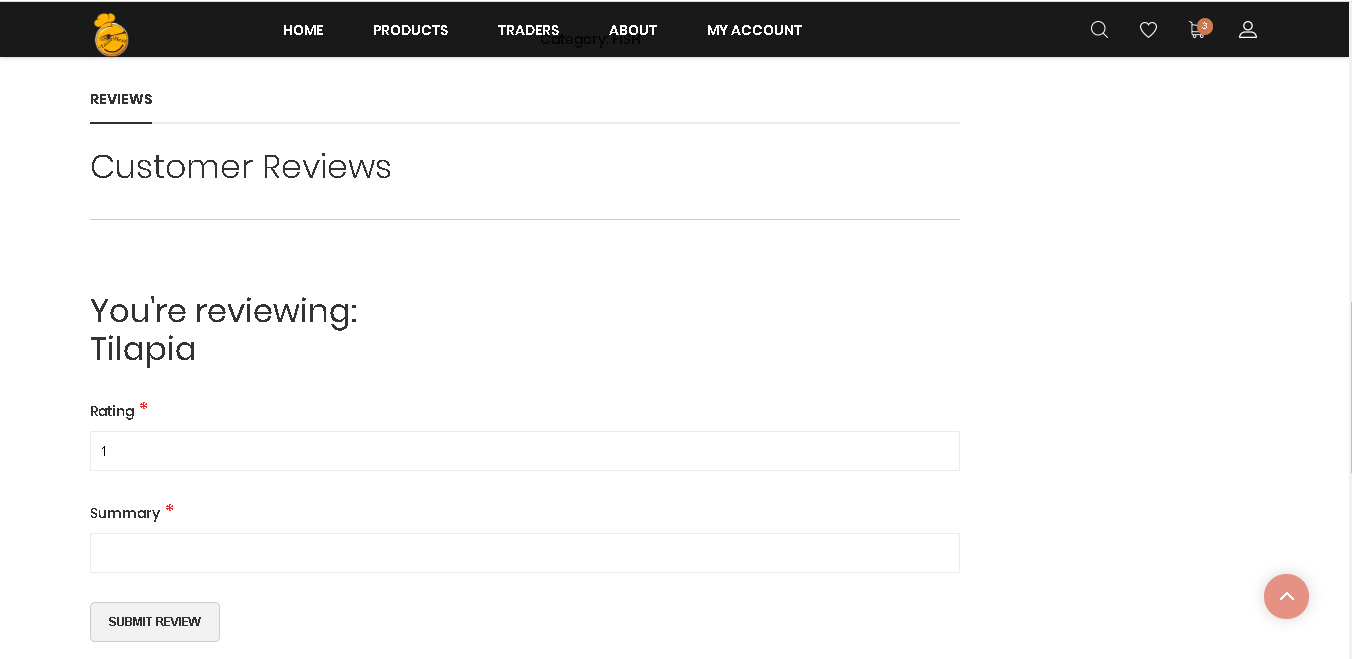 HOME PRODUCTS TRADERS ABOUT MY ACCOUNT 3
Category: FISH
REVIEWS
Customer Reviews
You're reviewing:
Tilapia
Rating *
1
Summary *
SUBMIT REVIEW